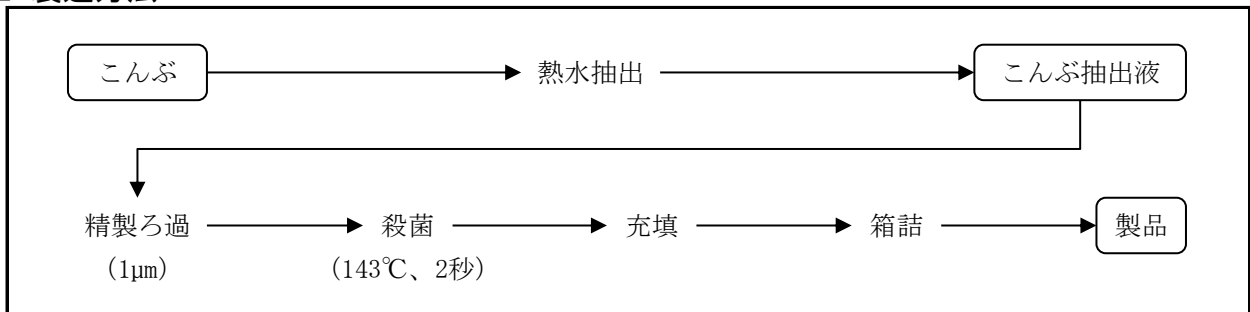 こんぶ 熱水抽出 こんぶ抽出液
精製ろ過 殺菌 充填 箱詰 製品
(1μm) (143℃、2秒)